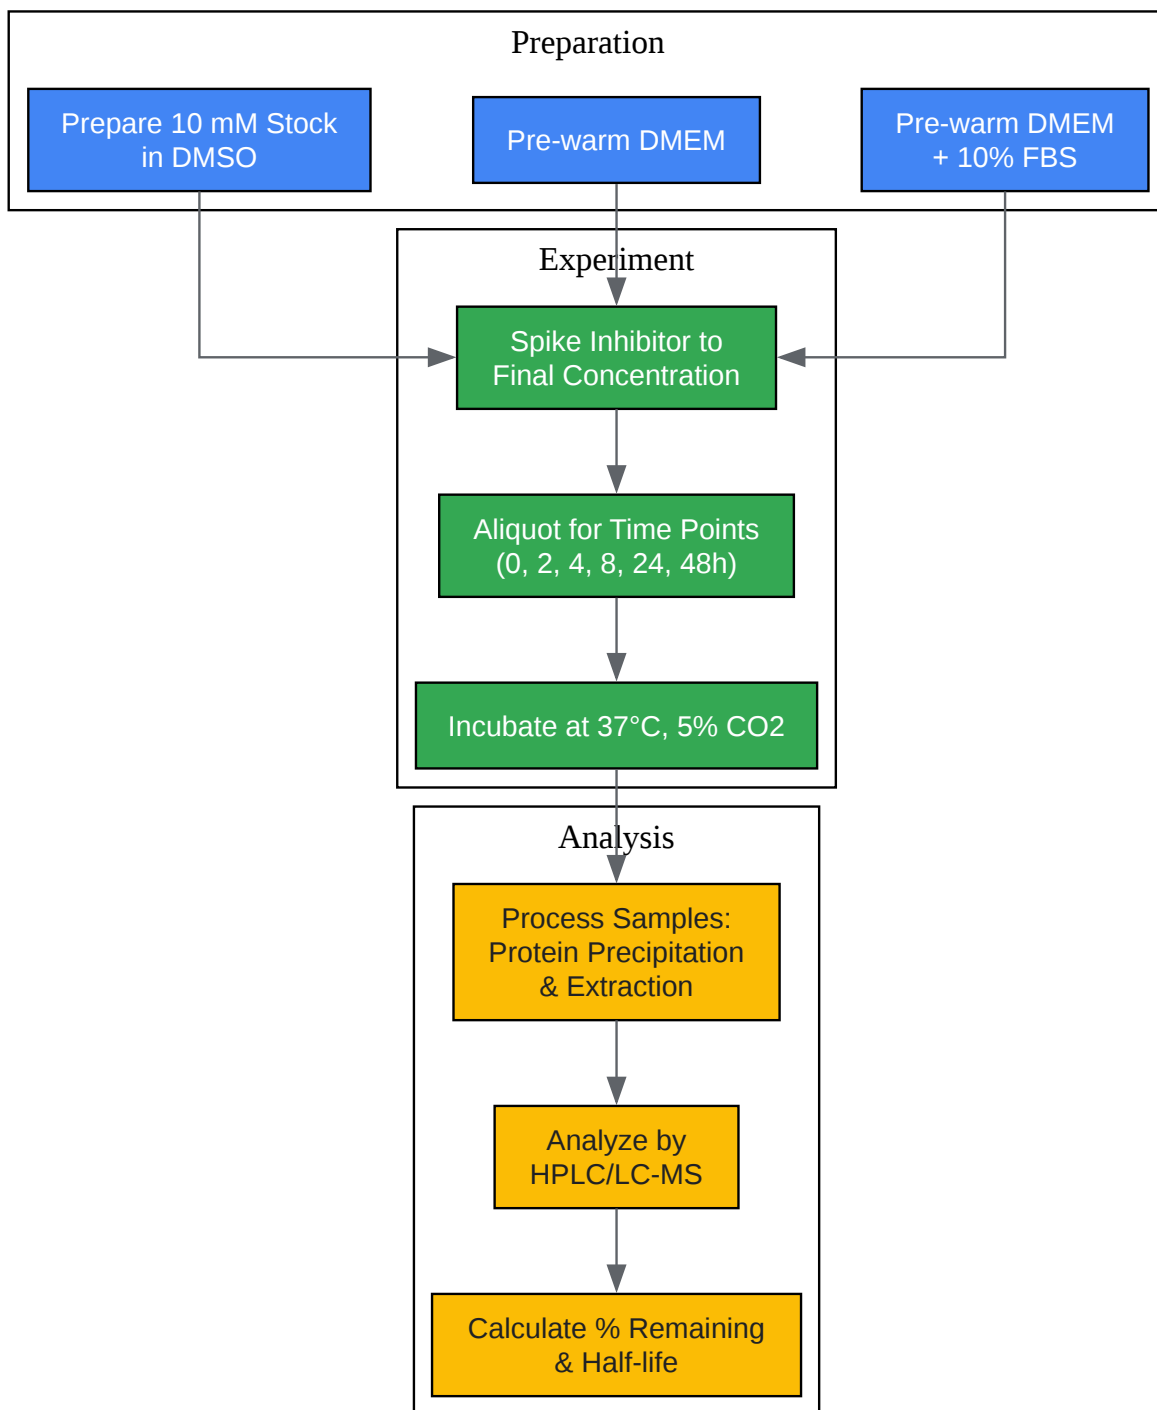 Preparation
Prepare 10 mM Stock
in DMSO
Pre-warm DMEM
Pre-warm DMEM
+ 10% FBS
Experiment
Spike Inhibitor to
Final Concentration
Aliquot for Time Points
(0, 2, 4, 8, 24, 48h)
Incubate at 37°C, 5% CO2
Analysis
Process Samples:
Protein Precipitation
& Extraction
Analyze by
HPLC/LC-MS
Calculate % Remaining
& Half-life